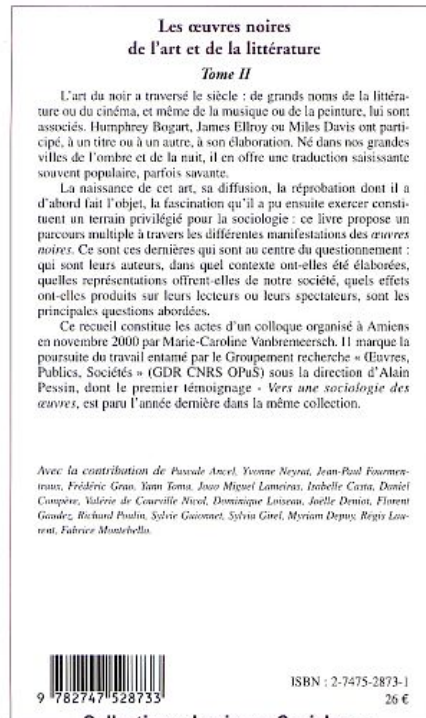 Les œuvres noires
de l'art et de la littérature
Tome II
L'art du noir a traversé le siècle : de grands noms de la littéra-
ture ou du cinéma, et même de la musique ou de la peinture, lui sont
associés. Humphrey Bogart, James Ellroy ou Miles Davis ont parti-
cipé, à un titre ou à un autre, à son élaboration. Né dans nos grandes
villes de l'ombre et de la nuit, il en offre une traduction saisissante
souvent populaire, parfois savante.
La naissance de cet art, sa diffusion, la réprobation dont il a
d'abord fait l'objet, la fascination qu'il a pu ensuite exercer consti-
tuent un terrain privilégié pour la sociologie : ce livre propose un
parcours multiple à travers les différentes manifestations des œuvres
noires. Ce sont ces dernières qui sont au centre du questionnement :
qui sont leurs auteurs, dans quel contexte ont-elles été élaborées,
quelles représentations offrent-elles de notre société, quels effets
ont-elles produits sur leurs lecteurs ou leurs spectateurs, sont les
principales questions abordées.
Ce recueil constitue les actes d'un colloque organisé à Amiens
en novembre 2000 par Marie-Caroline Vanbremeersch. Il marque la
poursuite du travail entamé par le Groupement recherche « Œuvres,
Publics, Sociétés » (GDR CNRS OPuS) sous la direction d'Alain
Pessin, dont le premier témoignage - Vers une sociologie des
œuvres, est paru l'année dernière dans la même collection.
Avec la contribution de Pascale Ancel, Yvonne Neyrat, Jean-Paul Fourmen-
traux, Frédéric Gran, Yann Toma, Joao Miguel Lameiras, Isabelle Casta, Daniel
Compère, Valérie de Courville Nicol, Dominique Loiseau, Joëlle Deniot, Florent
Gaudez, Richard Poulin, Sylvie Guionnet, Sylvia Girel, Myriam Depuy, Régis Lau-
rent, Fabrice Montebello.
9 782747 528733
ISBN : 2-7475-2873-1
26 €